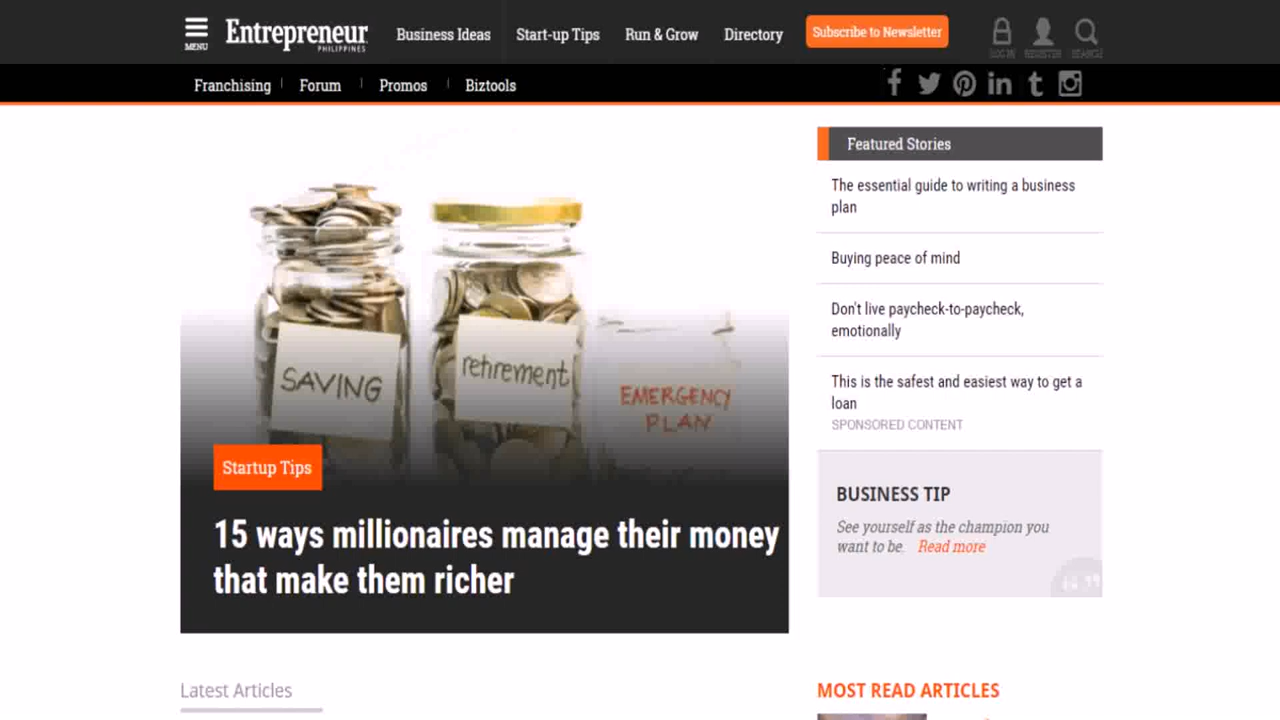 MENU
Entrepreneur
PHILIPPINES
Business Ideas
Start-up Tips
Run & Grow
Directory
Subscribe to Newsletter
LOG IN
REGISTER
SEARCH
Franchising
Forum
Promos
Biztools
SAVING
retirement
EMERGENCY
PLAN
Startup Tips
15 ways millionaires manage their money
that make them richer
Featured Stories
The essential guide to writing a business
plan
Buying peace of mind
Don't live paycheck-to-paycheck,
emotionally
This is the safest and easiest way to get a
loan
SPONSORED CONTENT
BUSINESS TIP
See yourself as the champion you
want to be. Read more
Latest Articles
MOST READ ARTICLES